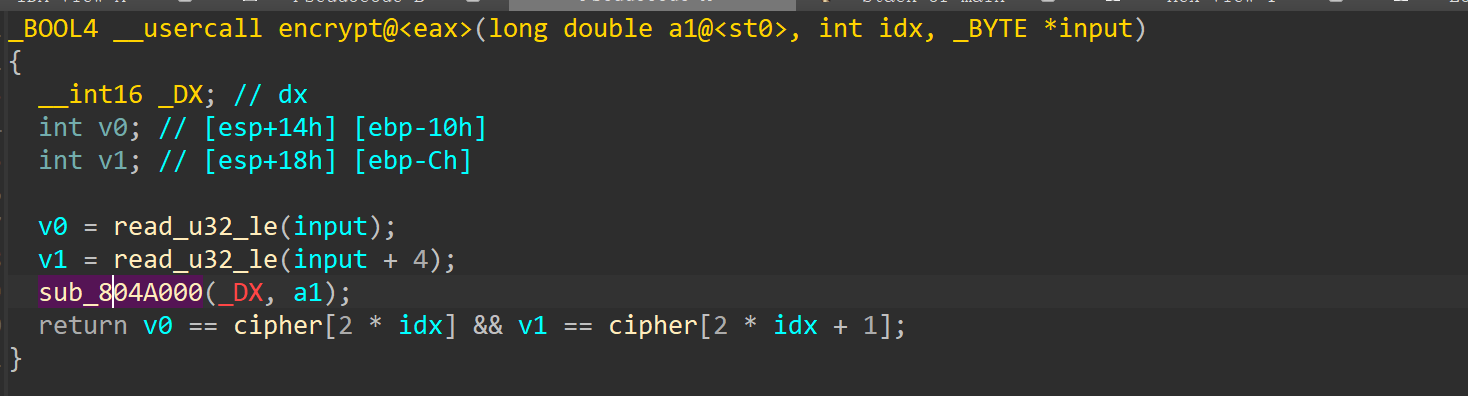 _BOOL4 __usercall encrypt@<eax>(long double a1@<st0>, int idx, _BYTE *input)
{
  __int16 _DX; // dx
  int v0; // [esp+14h] [ebp-10h]
  int v1; // [esp+18h] [ebp-Ch]

  v0 = read_u32_le(input);
  v1 = read_u32_le(input + 4);
  sub_804A000(_DX, a1);
  return v0 == cipher[2 * idx] && v1 == cipher[2 * idx + 1];
}